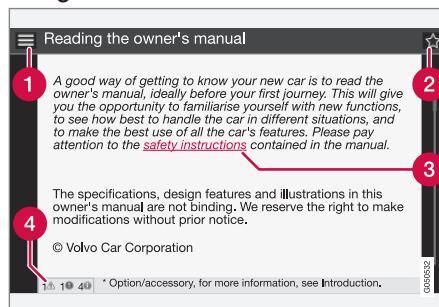 Reading the owner's manual
1
2
A good way of getting to know your new car is to read the
owner's manual, ideally before your first journey. This will give
you the opportunity to familiarise yourself with new functions,
to see how best to handle the car in different situations, and
to make the best use of all the car's features. Please pay
attention to the safety instructions contained in the manual.
3
The specifications, design features and illustrations in this
owner's manual are not binding. We reserve the right to make
modifications without prior notice.
4
© Volvo Car Corporation
1 1 4 * Option/accessory, for more information, see Introduction.
G050532